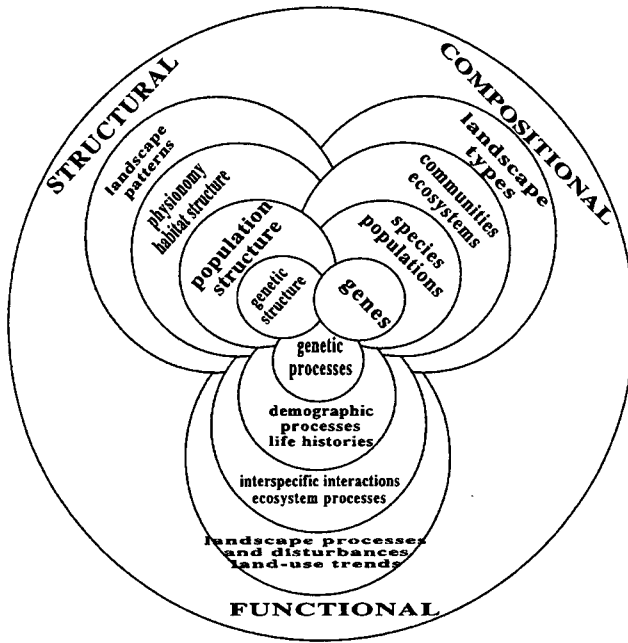 STRUCTURAL
landscape
patterns
physionomy
habitat structure
population
structure
genetic
structure
COMPOSITIONAL
landscape
types
communities
ecosystems
species
populations
genes
genetic
processes
demographic
processes
life histories
interspecific interactions
ecosystem processes
landscape processes
and disturbances
land-use trends
FUNCTIONAL